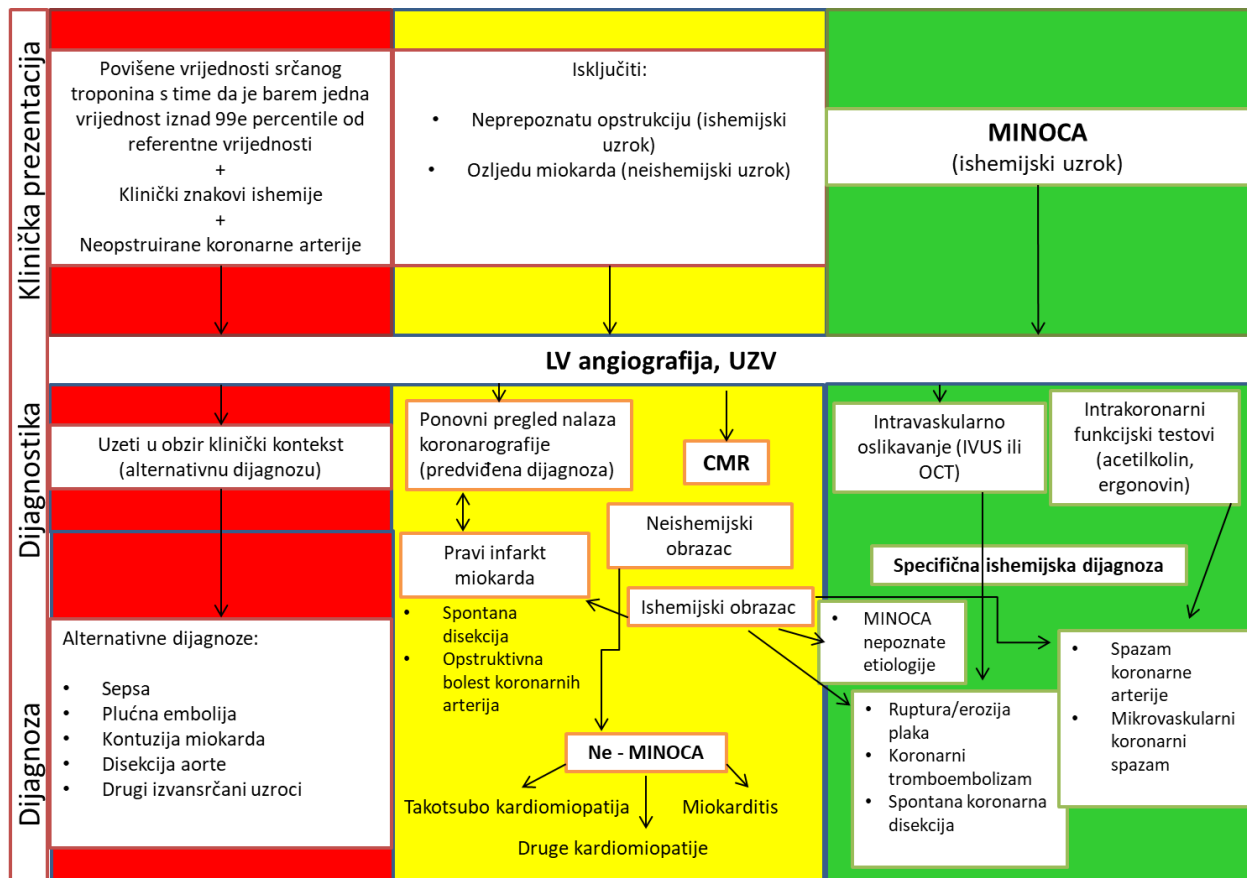 Klinička prezentacija
Povišene vrijednosti srčanog
troponina s time da je barem jedna
vrijednost iznad 99e percentile od
referentne vrijednosti
+
Klinički znakovi ishemije
+
Neopstruirane koronarne arterije
Isključiti:
• Neprepoznatu opstrukciju (ishemijski
uzrok)
• Ozljedu miokarda (neishemijski uzrok)
MINOCA
(ishemijski uzrok)
LV angiografija, UZV
Dijagnostika
Uzeti u obzir klinički kontekst
(alternativnu dijagnozu)
Ponovni pregled nalaza
koronarografije
(predviđena dijagnoza)
CMR
Intravaskularno
oslikavanje (IVUS ili
OCT)
Intrakoronarni
funkcijski testovi
(acetilkolin,
ergonovin)
Neishemijski
obrazac
Pravi infarkt
miokarda
Specifična ishemijska dijagnoza
Ishemijski obrazac
• Spontana
disekcija
• Opstruktivna
bolest koronarnih
arterija
• MINOCA
nepoznate
etiologije
Dijagnoza
Alternativne dijagnoze:
• Sepsa
• Plućna embolija
• Kontuzija miokarda
• Disekcija aorte
• Drugi izvansrčani uzroci
• Spazam
koronarne
arterije
• Mikrovaskularni
koronarni
spazam
• Ruptura/erozija
plaka
• Koronarni
tromboembolizam
• Spontana koronarna
disekcija
Ne - MINOCA
Takotsubo kardiomiopatija
Miokarditis
Druge kardiomiopatije